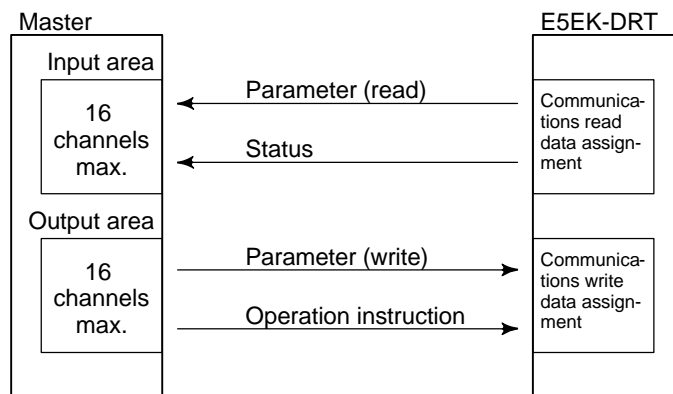 Master
E5EK-DRT
Input area
16
channels
max.
Parameter (read)
Status
Communica-
tions read
data assign-
ment
Output area
16
channels
max.
Parameter (write)
Operation instruction
Communica-
tions write
data assign-
ment